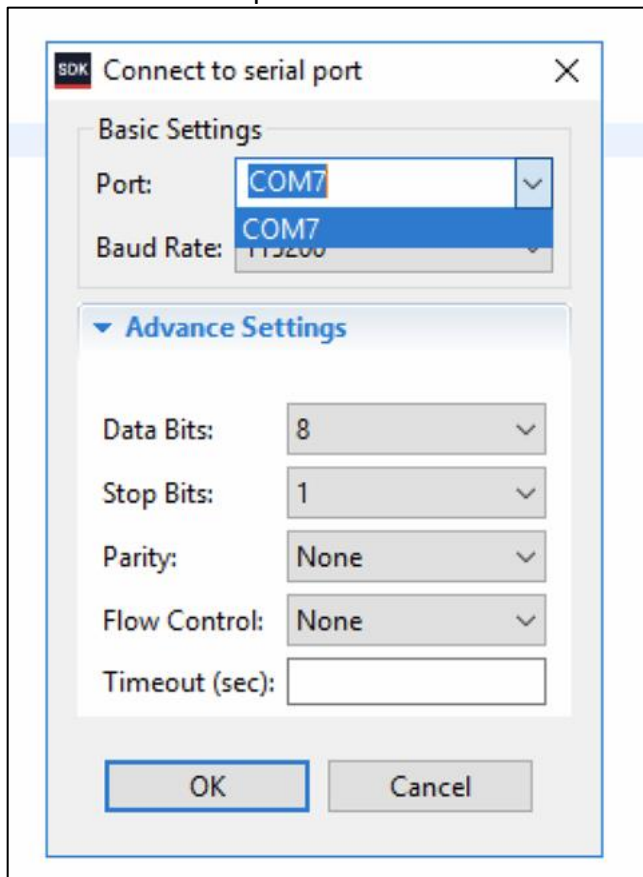 SDK Connect to serial port
Basic Settings
Port: COM7
COM7
Baud Rate: 115200
Advance Settings
Data Bits: 8
Stop Bits: 1
Parity: None
Flow Control: None
Timeout (sec):
OK Cancel